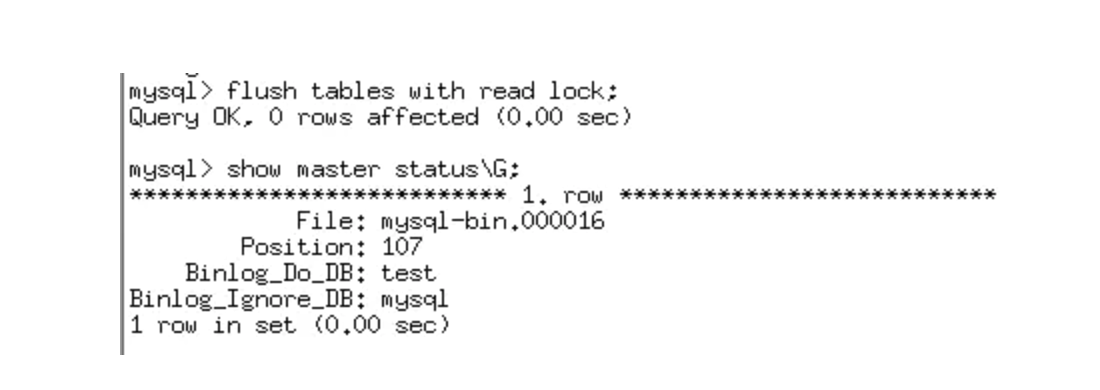 mysql> flush tables with read lock;
Query OK, 0 rows affected (0.00 sec)
mysql> show master status\G;
*************************** 1. row ***************************
File: mysql-bin.000016
Position: 107
Binlog_Do_DB: test
Binlog_Ignore_DB: mysql
1 row in set (0.00 sec)